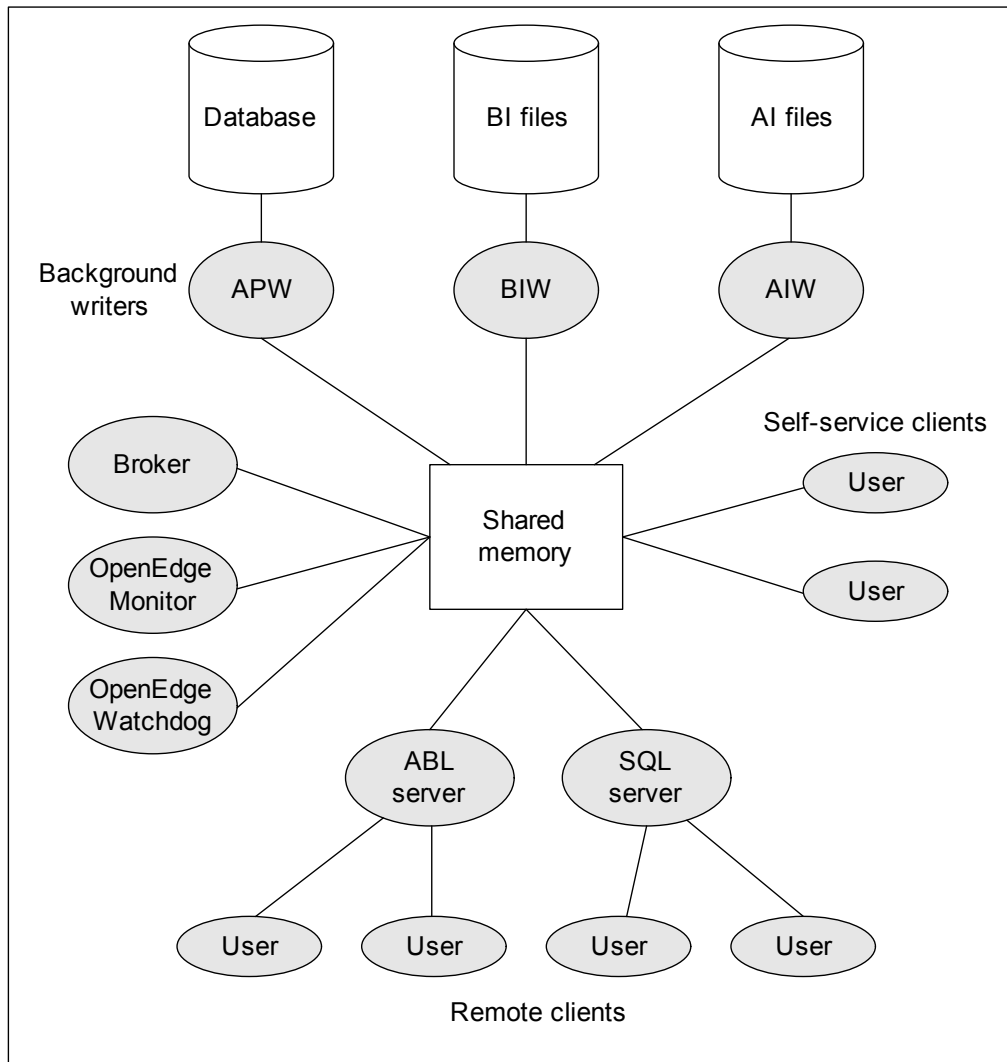 Database
BI files
AI files
Background
writers
APW
BIW
AIW
Self-service clients
Broker
User
Shared
memory
OpenEdge
Monitor
User
OpenEdge
Watchdog
ABL
server
SQL
server
User
User
User
User
Remote clients